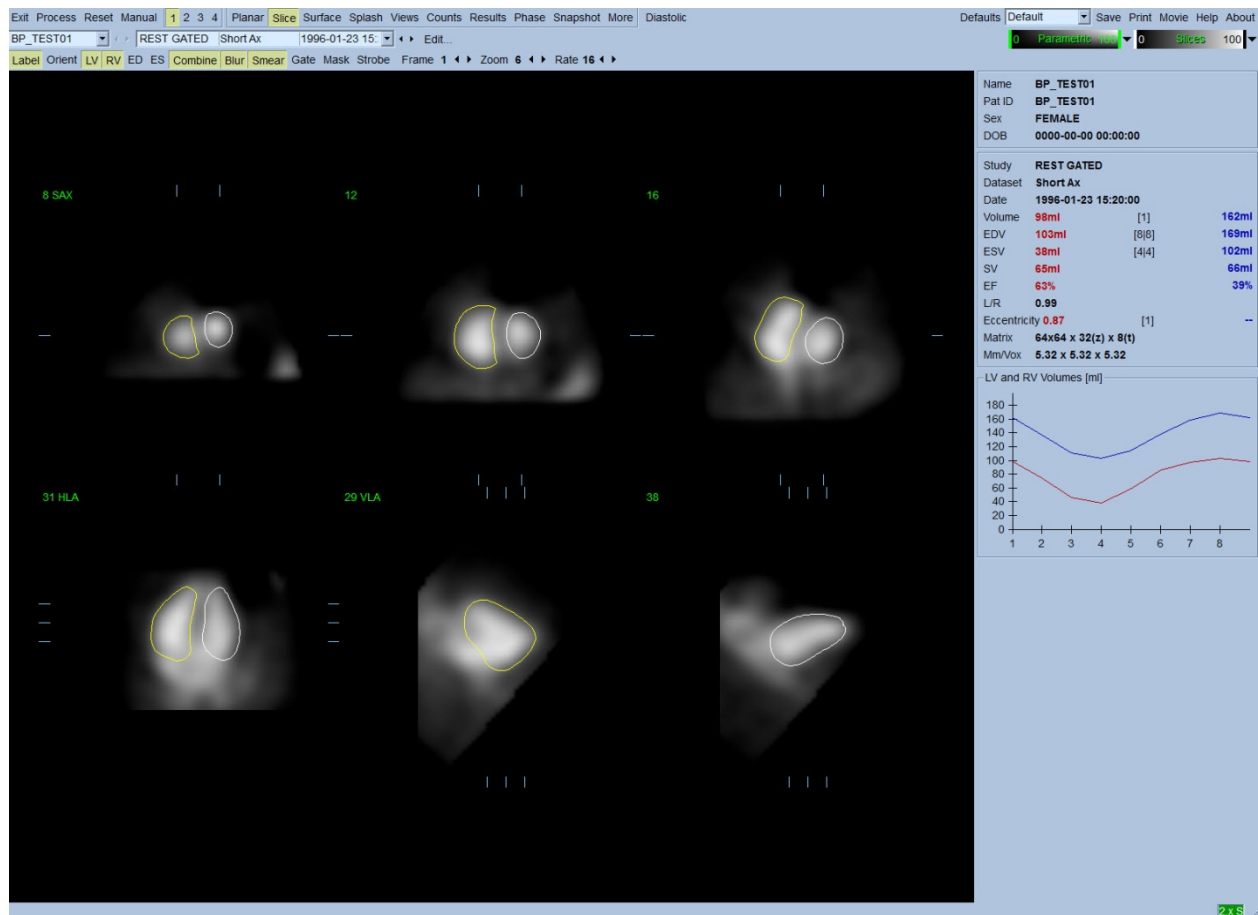 Exit Process Reset Manual 1 2 3 4 Planar Slice Surface Splash Views Counts Results Phase Snapshot More Diastolic Defaults Default Save Print Movie Help About
BP_TEST01 REST GATED Short Ax 1996-01-23 15: Edit... 0 Parametric 100 0 Slices 100
Label Orient LV RV ED ES Combine Blur Smear Gate Mask Strobe Frame 1 Zoom 6 Rate 16
Name BP_TEST01
Pat ID BP_TEST01
Sex FEMALE
DOB 0000-00-00 00:00:00
Study REST GATED
Dataset Short Ax
Date 1996-01-23 15:20:00
Volume 98ml [1] 162ml
EDV 103ml [8|8] 169ml
ESV 38ml [4|4] 102ml
SV 65ml 66ml
EF 63% 39%
L/R 0.99
Eccentricity 0.87 [1] --
Matrix 64x64 x 32(z) x 8(t)
Mm/Vox 5.32 x 5.32 x 5.32
LV and RV Volumes [ml]
180
160
140
120
100
80
60
40
20
0
1 2 3 4 5 6 7 8
8 SAX 12 16
31 HLA 29 VLA 38
2 x S